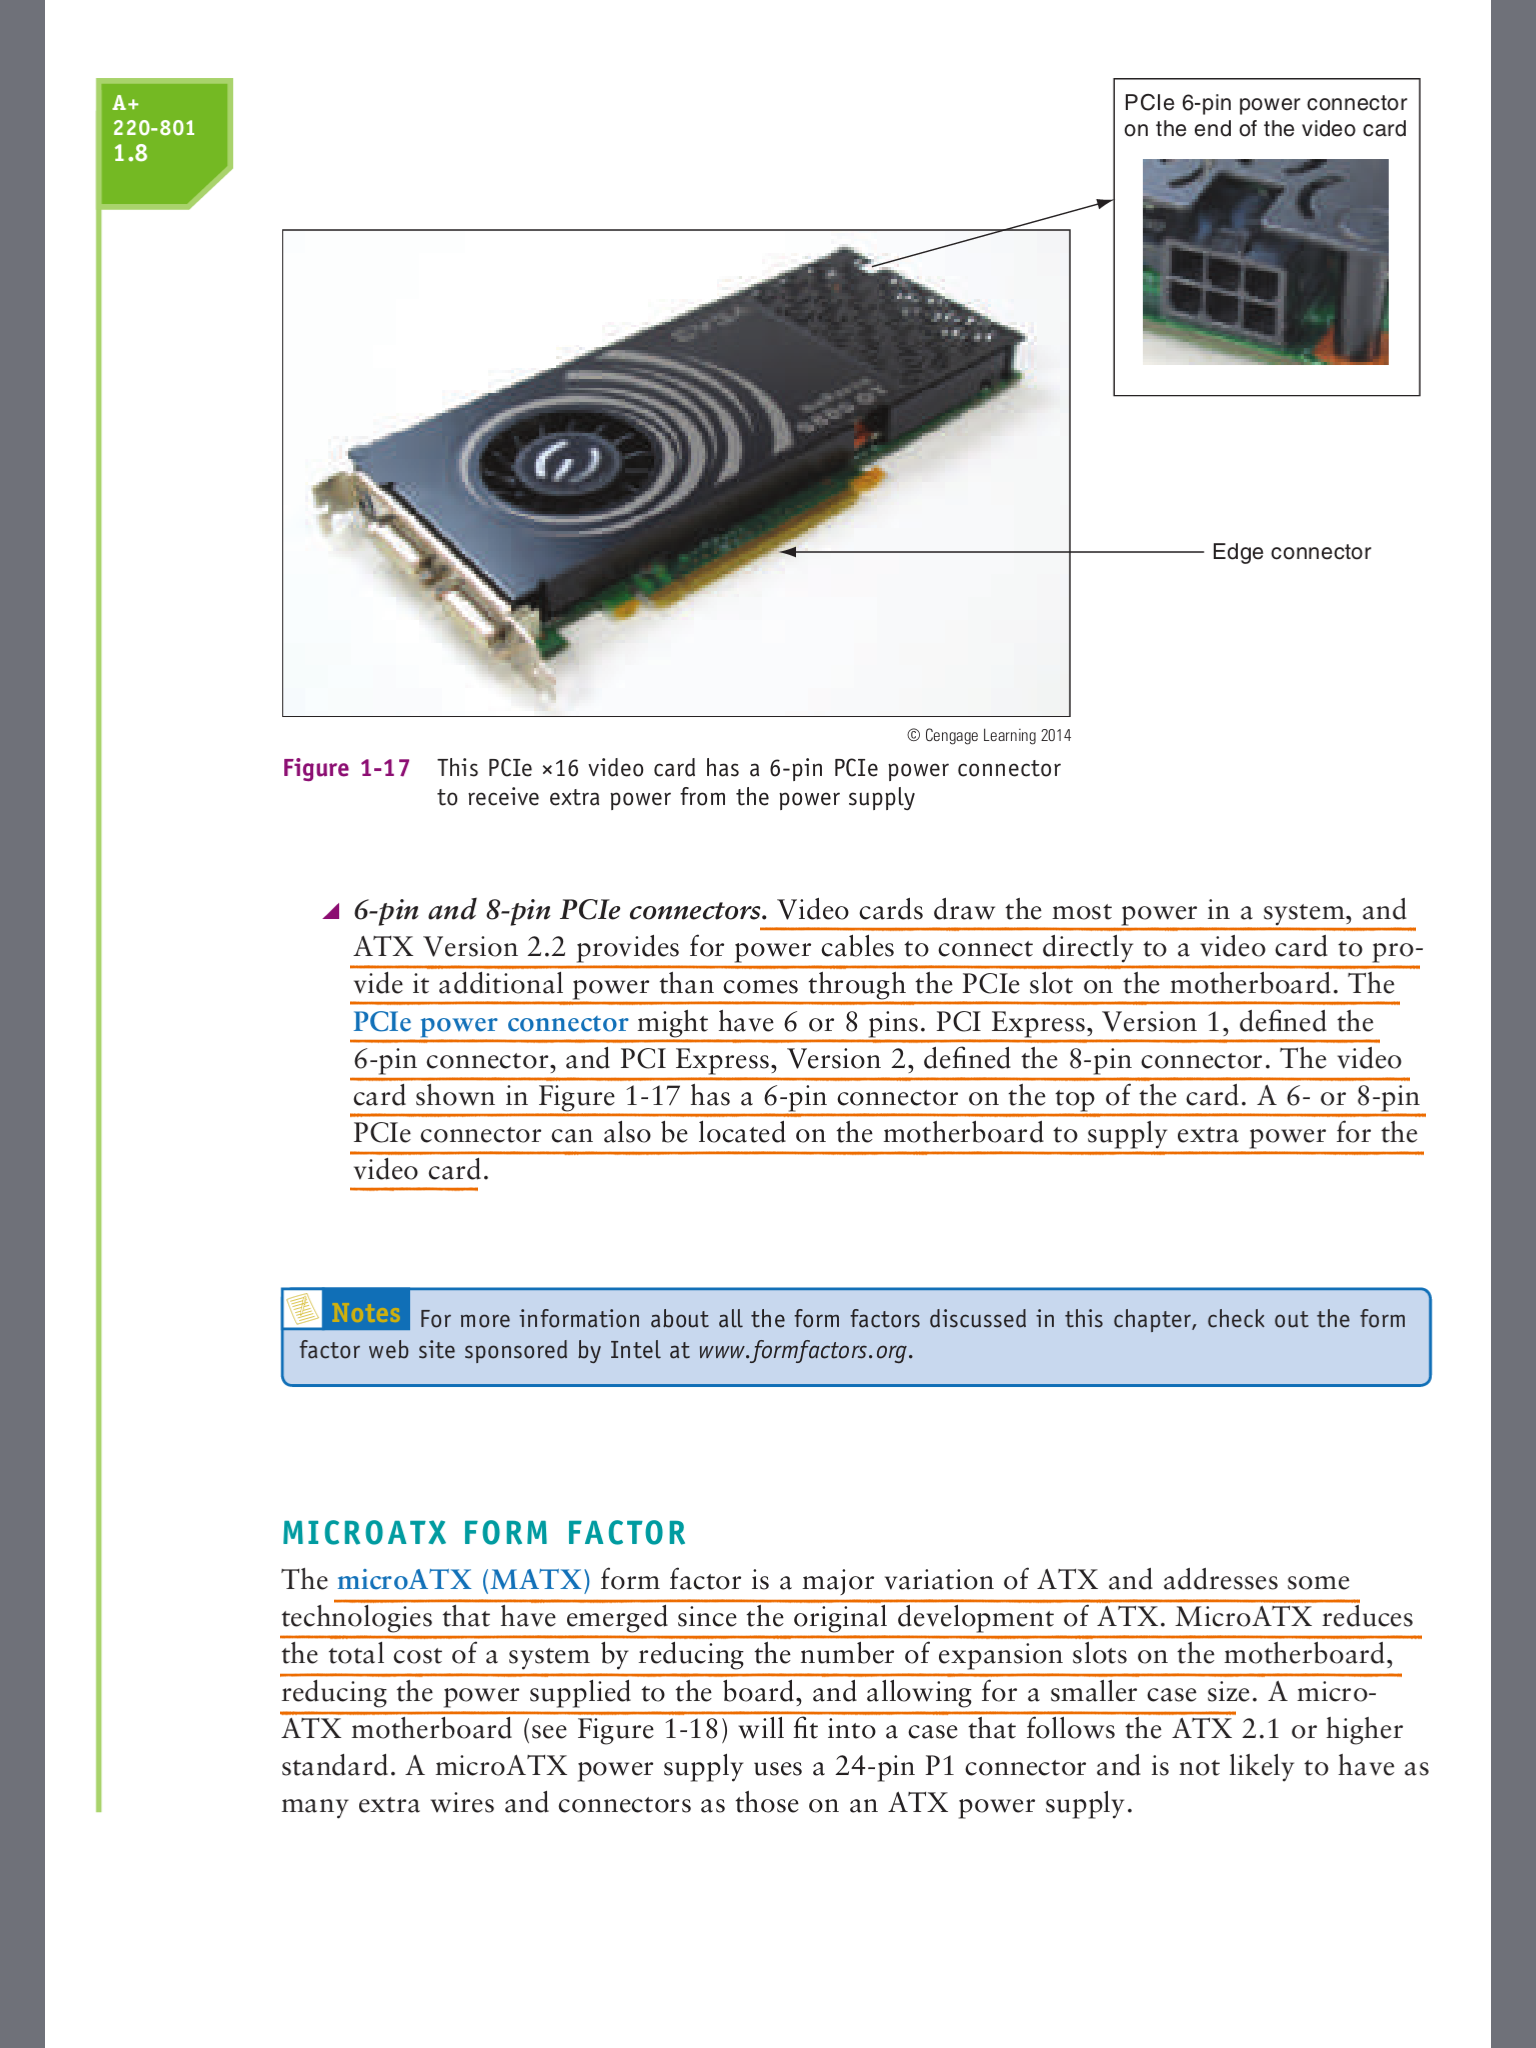 A+
220-801
1.8
PCIe 6-pin power connector
on the end of the video card
Edge connector
© Cengage Learning 2014
Figure 1-17 This PCIe ×16 video card has a 6-pin PCIe power connector
to receive extra power from the power supply
6-pin and 8-pin PCIe connectors. Video cards draw the most power in a system, and
ATX Version 2.2 provides for power cables to connect directly to a video card to pro-
vide it additional power than comes through the PCIe slot on the motherboard. The
PCIe power connector might have 6 or 8 pins. PCI Express, Version 1, defined the
6-pin connector, and PCI Express, Version 2, defined the 8-pin connector. The video
card shown in Figure 1-17 has a 6-pin connector on the top of the card. A 6- or 8-pin
PCIe connector can also be located on the motherboard to supply extra power for the
video card.
Notes For more information about all the form factors discussed in this chapter, check out the form
factor web site sponsored by Intel at www.formfactors.org.
MICROATX FORM FACTOR
The microATX (MATX) form factor is a major variation of ATX and addresses some
technologies that have emerged since the original development of ATX. MicroATX reduces
the total cost of a system by reducing the number of expansion slots on the motherboard,
reducing the power supplied to the board, and allowing for a smaller case size. A micro-
ATX motherboard (see Figure 1-18) will fit into a case that follows the ATX 2.1 or higher
standard. A microATX power supply uses a 24-pin P1 connector and is not likely to have as
many extra wires and connectors as those on an ATX power supply.